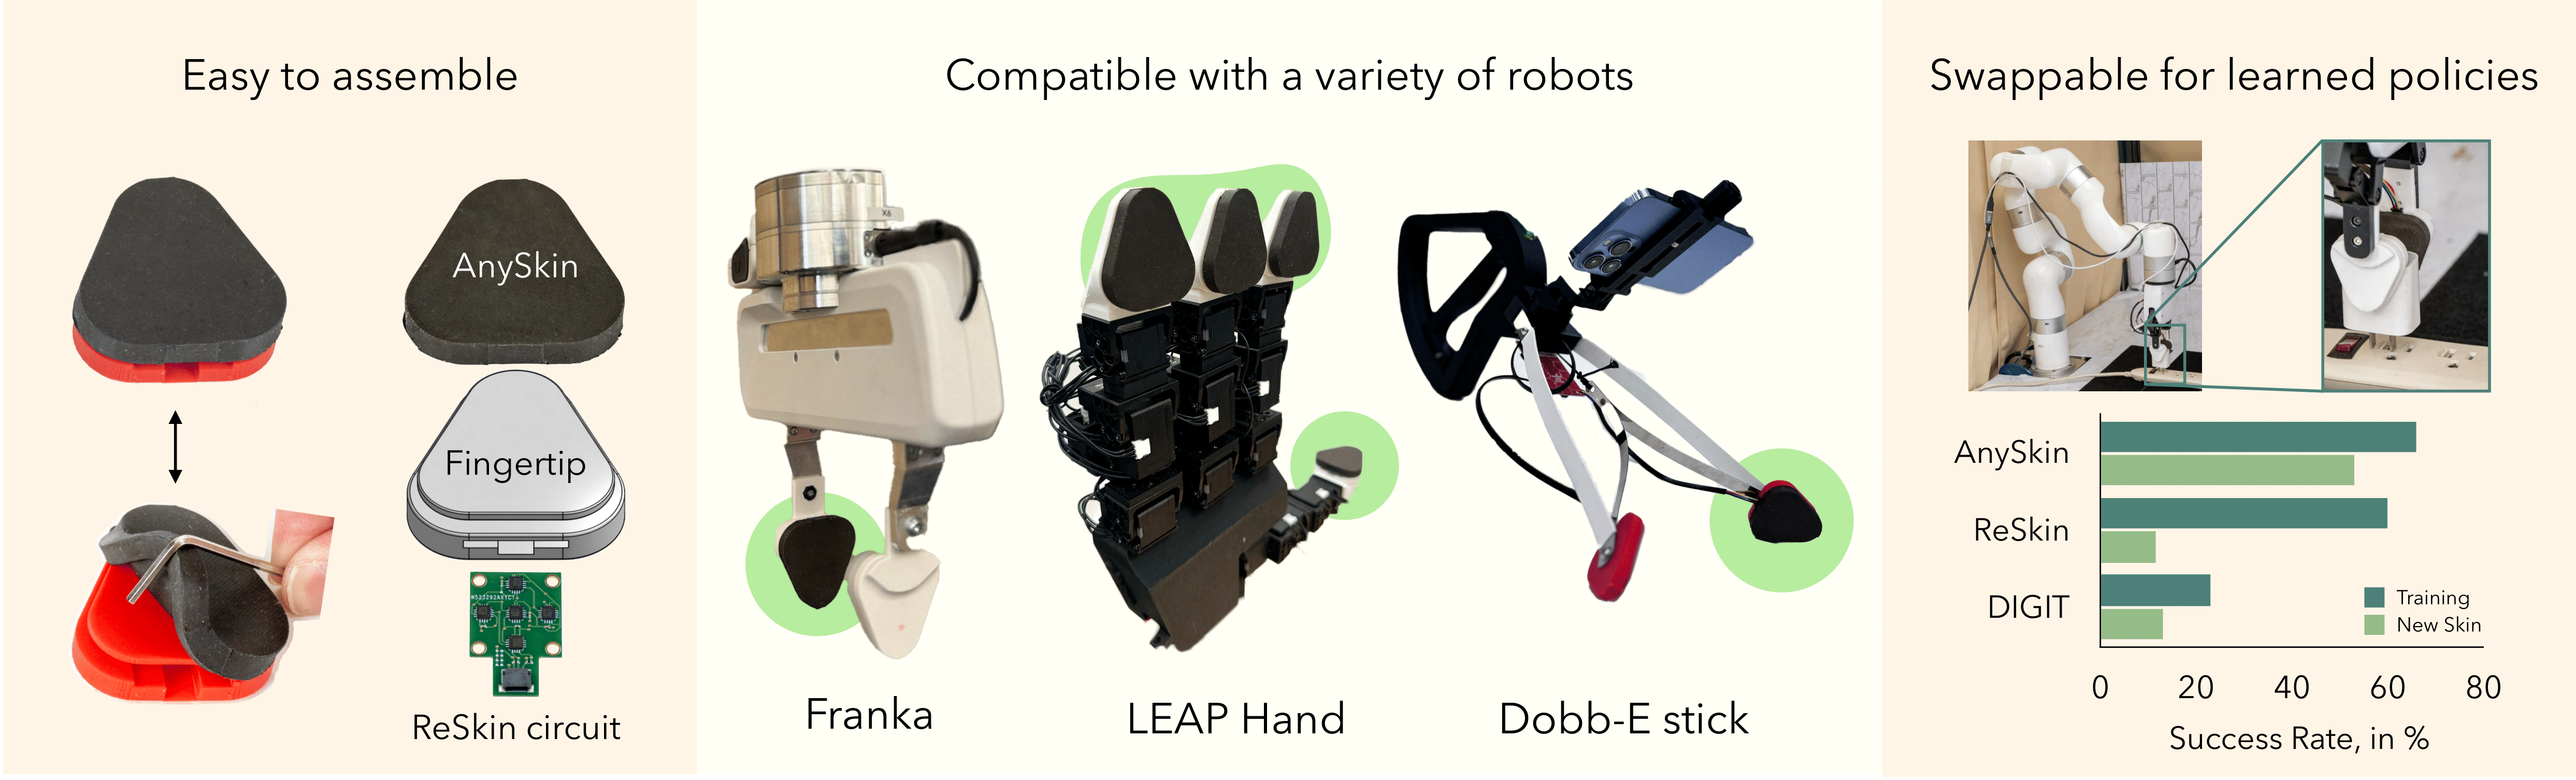 Easy to assemble
AnySkin
Fingertip
ReSkin circuit
Compatible with a variety of robots
X6
Franka
LEAP Hand
Dobb-E stick
Swappable for learned policies
AnySkin
ReSkin
DIGIT
Training
New Skin
0 20 40 60 80
Success Rate, in %